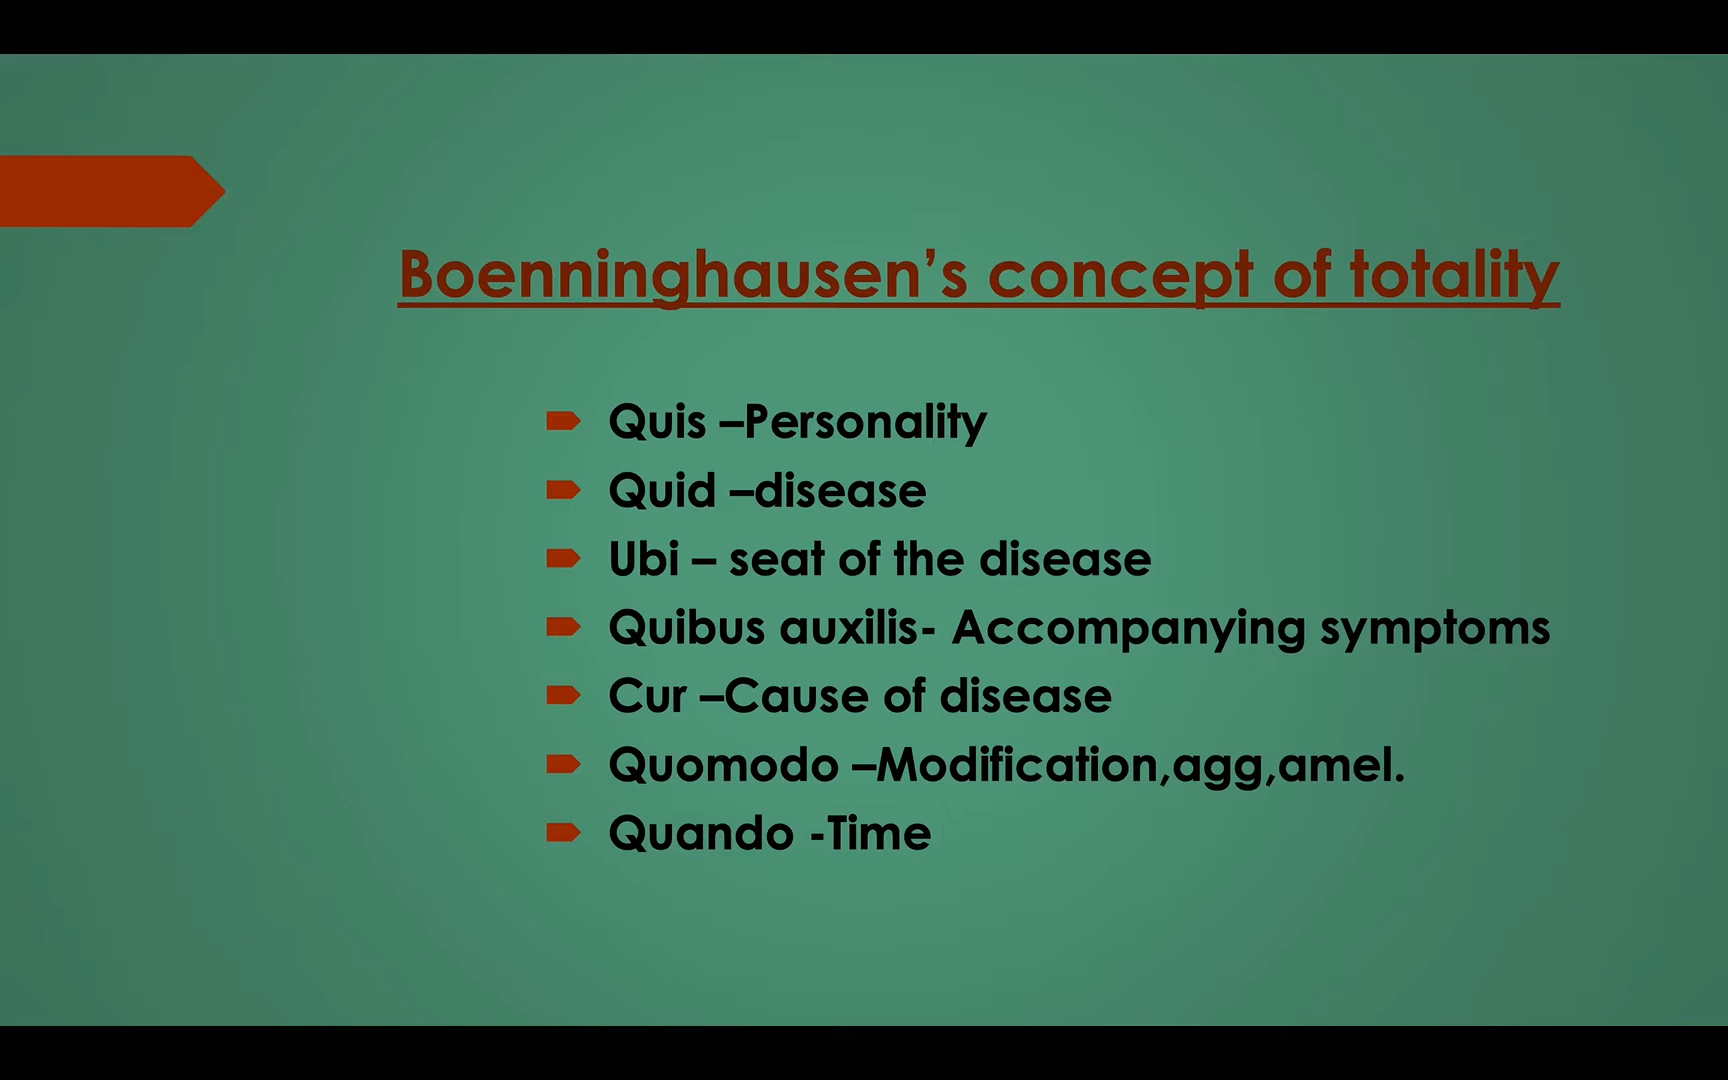 Boenninghausen’s concept of totality
Quis –Personality
Quid –disease
Ubi – seat of the disease
Quibus auxilis- Accompanying symptoms
Cur –Cause of disease
Quomodo –Modification,agg,amel.
Quando -Time